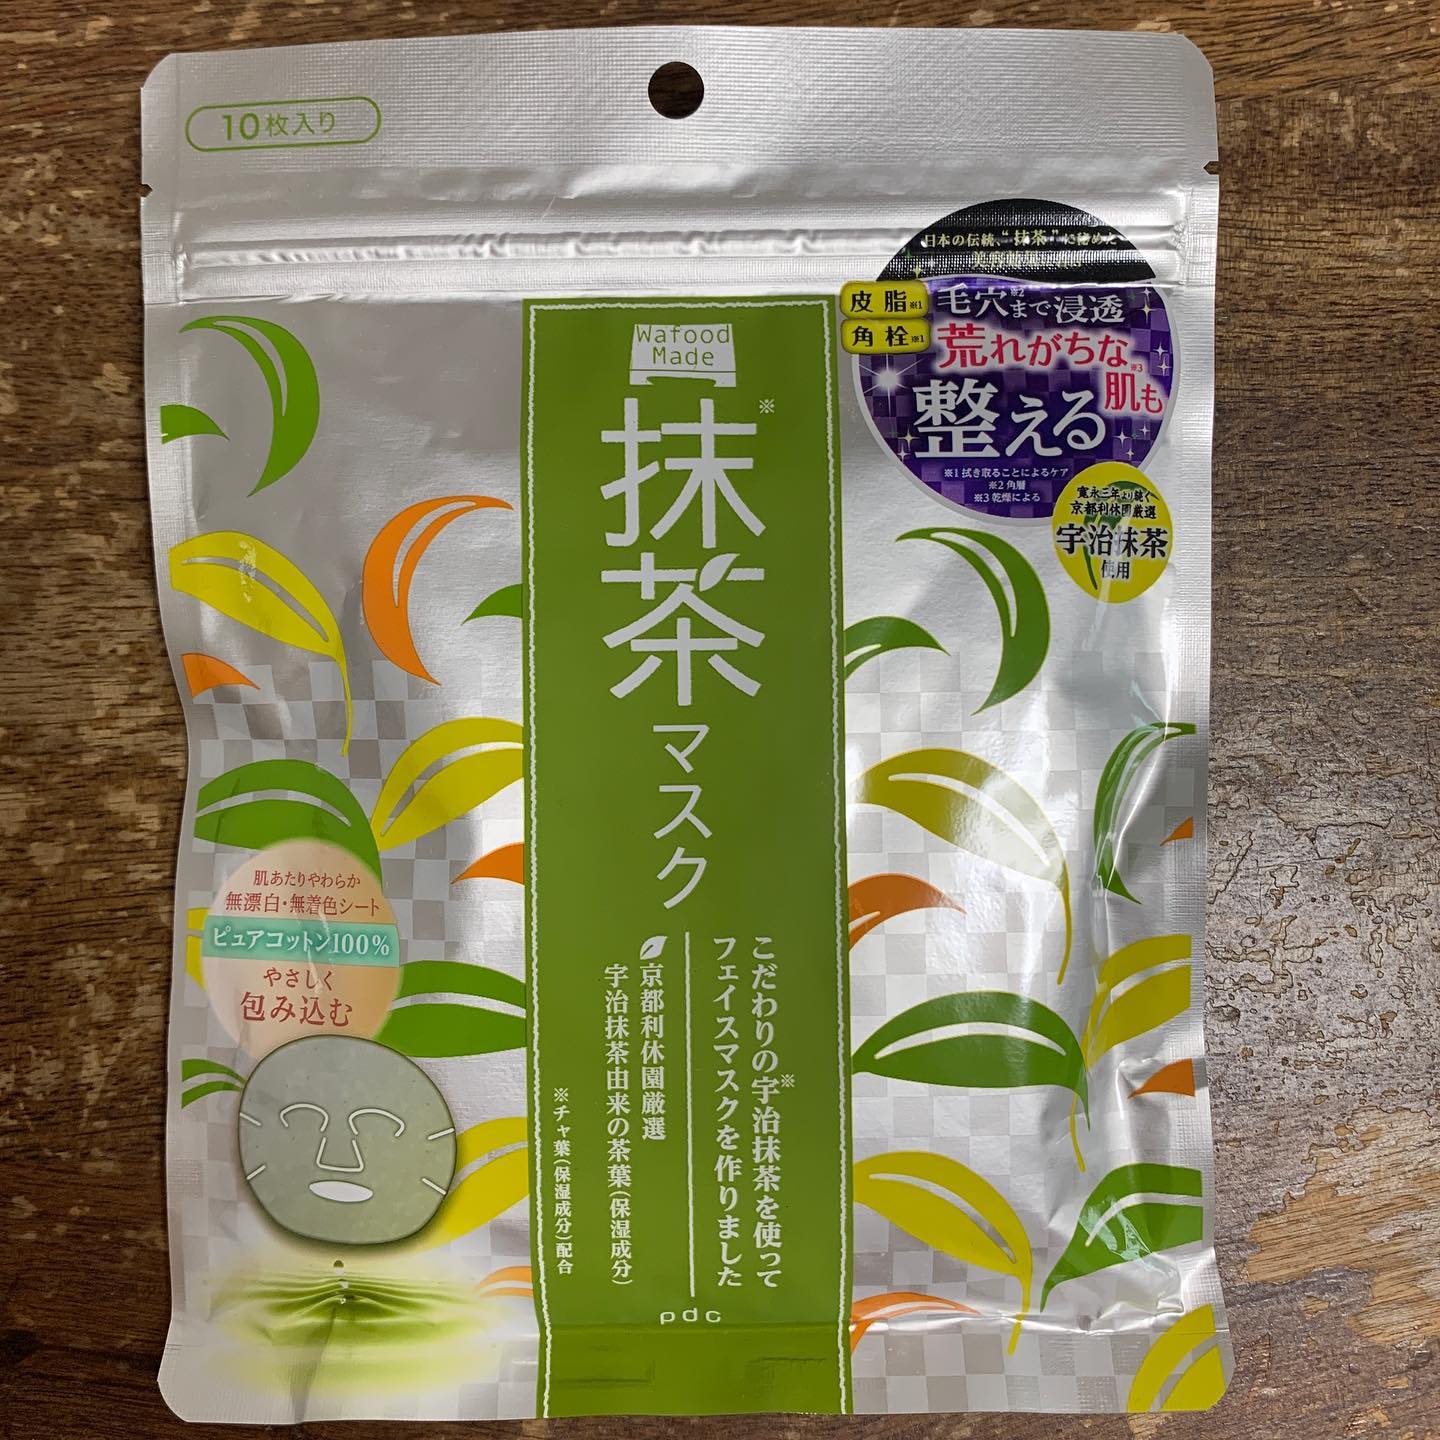 10枚入り
日本の伝統、"抹茶"に秘めた
皮脂※1
角栓※1
毛穴※2まで浸透
荒れがちな
肌※3も
整える
※1 拭き取ることによるケア
※2 角層
※3 乾燥による
寛永三年より続く
京都利休園厳選
宇治抹茶
使用
Wafood
Made
抹茶※
マスク
こだわりの宇治抹茶※を使って
フェイスマスクを作りました
京都利休園厳選
宇治抹茶由来の茶葉(保湿成分)
※チャ葉(保湿成分)配合
pdc
肌あたりやわらか
無漂白・無着色シート
ピュアコットン100%
やさしく
包み込む